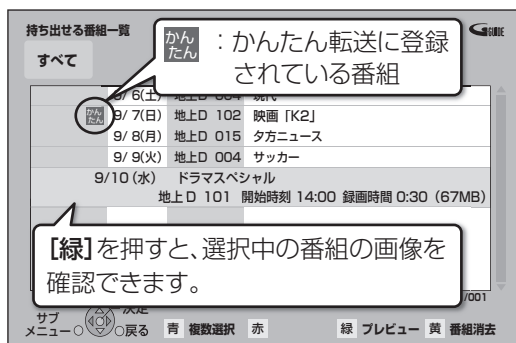 持ち出せる番組一覧
GGUIDE
すべて
かんたん：かんたん転送に登録
されている番組
9/ 6(土) 地上D 004 現代
かんたん 9/ 7(日) 地上D 102 映画「K2」
9/ 8(月) 地上D 015 夕方ニュース
9/ 9(火) 地上D 004 サッカー
9/10(水) ドラマスペシャル
地上D 101 開始時刻 14:00 録画時間 0:30 (67MB)
[緑]を押すと、選択中の番組の画像を
確認できます。
/001
サブ
メニュー 決定
戻る 青 複数選択 赤 緑 プレビュー 黄 番組消去